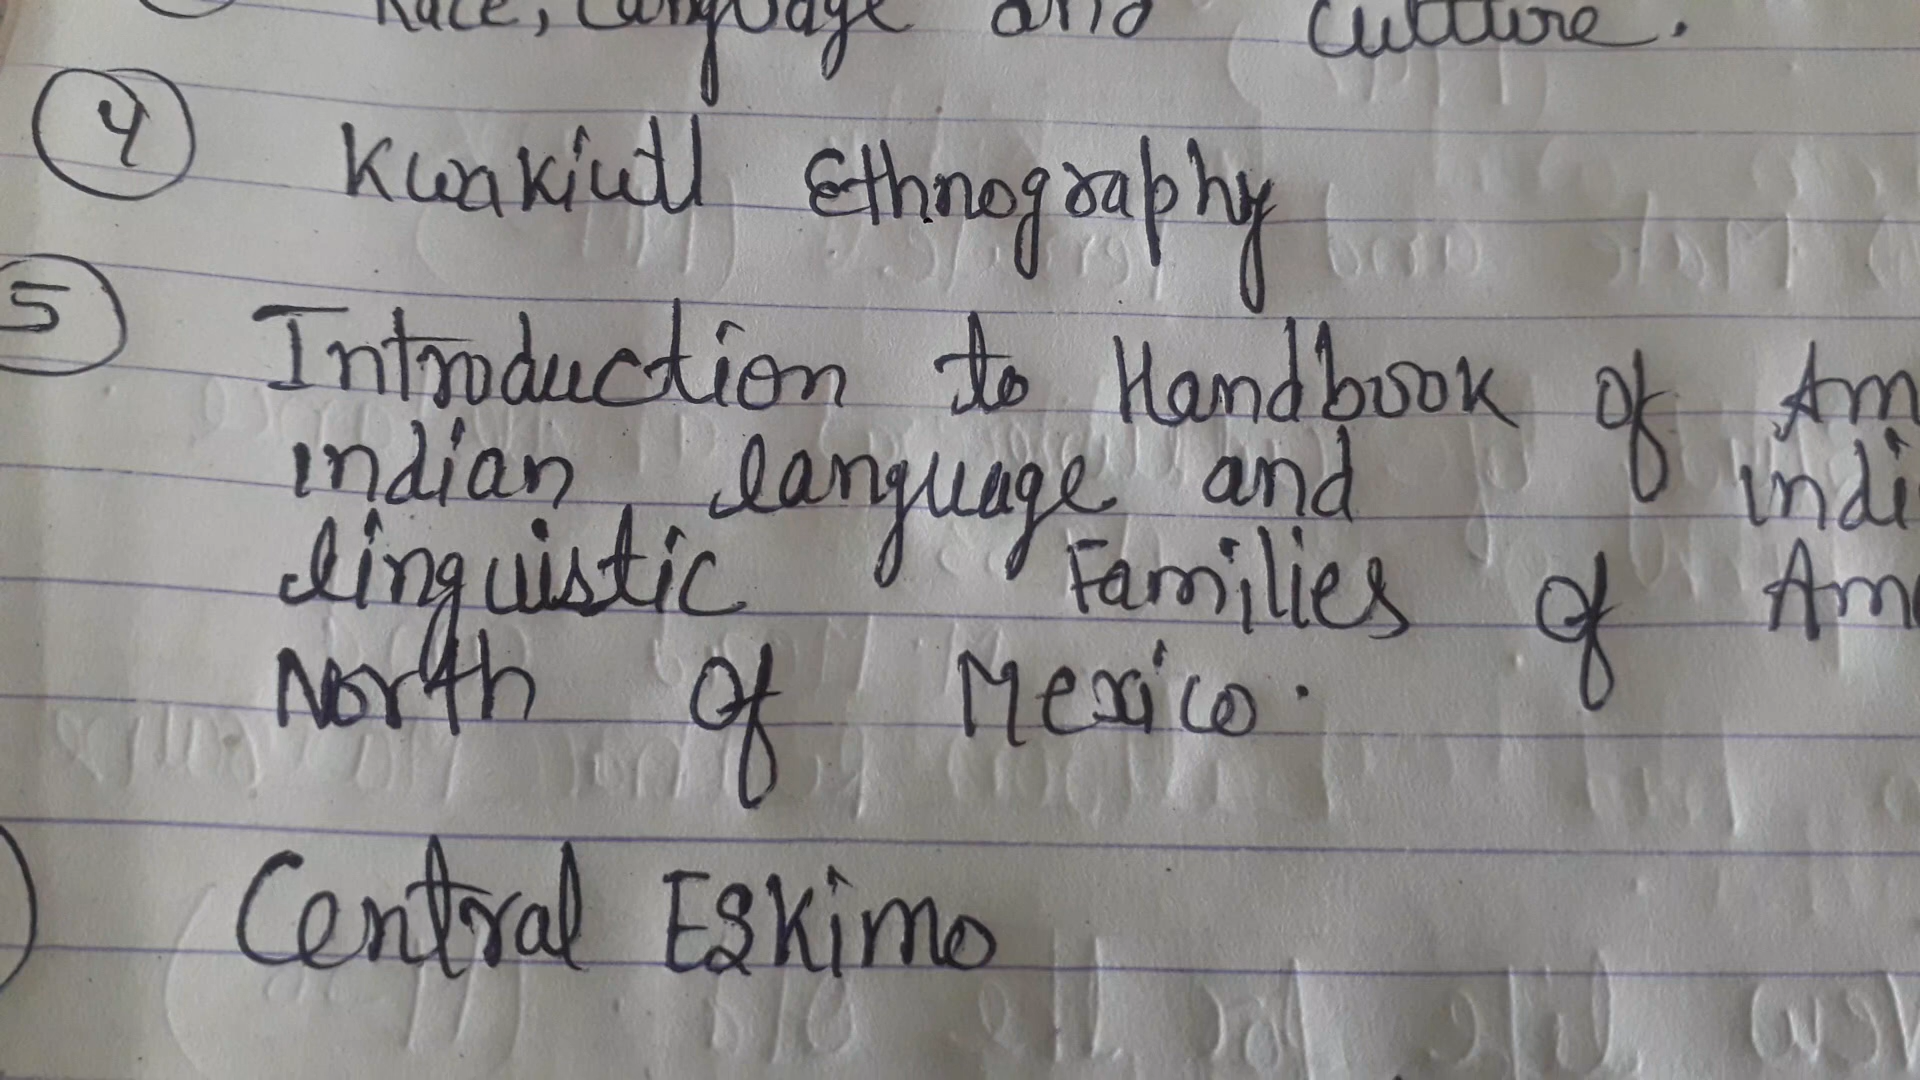 Race, Language and Culture.
4 Kwakiutl Ethnography
5 Introduction to Handbook of Am
indian language and indi
linguistic Families of Am
North of Mexico.
Central Eskimo